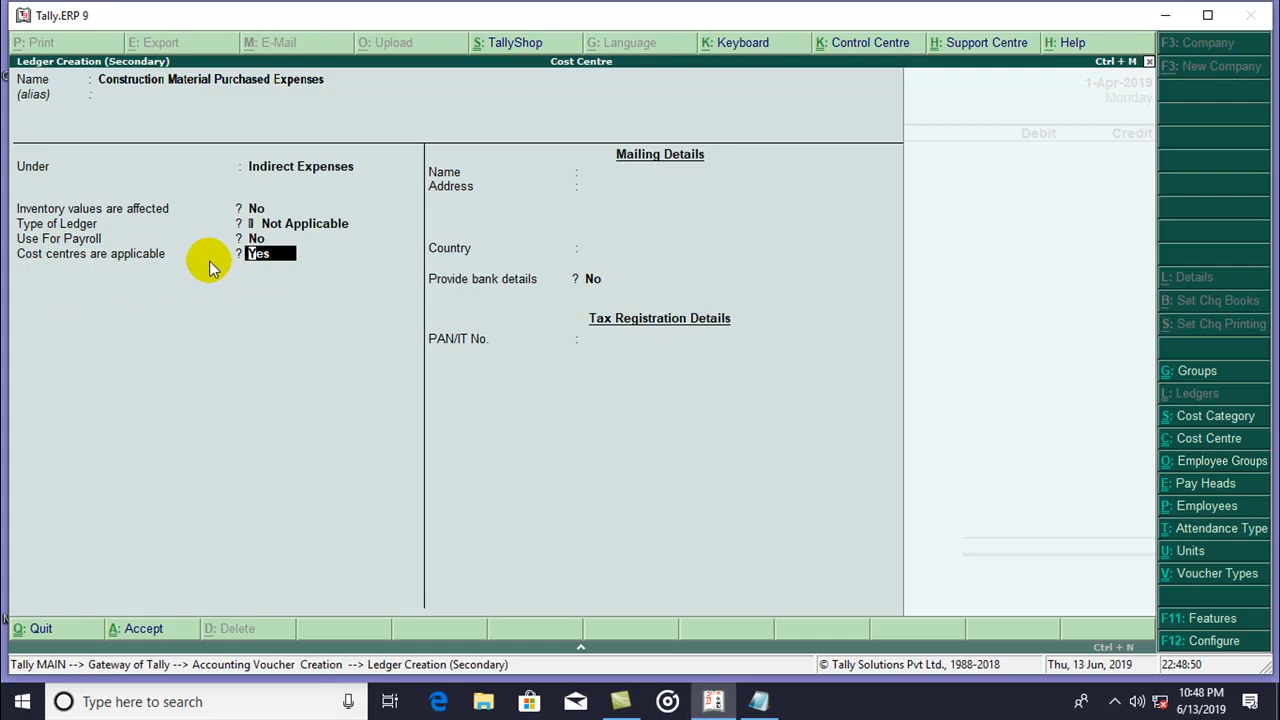 Tally.ERP 9
P: Print E: Export M: E-Mail O: Upload S: TallyShop G: Language K: Keyboard K: Control Centre H: Support Centre H: Help
F3: Company
Ledger Creation (Secondary) Cost Centre Ctrl + M
F3: New Company
Name : Construction Material Purchased Expenses
(alias) :
1-Apr-2019
Monday
Debit Credit
Under : Indirect Expenses
Inventory values are affected ? No
Type of Ledger ? Not Applicable
Use For Payroll ? No
Cost centres are applicable ? Yes
Mailing Details
Name :
Address :
Country :
Provide bank details ? No
Tax Registration Details
PAN/IT No. :
L: Details
B: Set Chq Books
S: Set Chq Printing
G: Groups
L: Ledgers
S: Cost Category
C: Cost Centre
O: Employee Groups
E: Pay Heads
P: Employees
T: Attendance Type
U: Units
V: Voucher Types
F11: Features
F12: Configure
Q: Quit A: Accept D: Delete
Ctrl + N
Tally MAIN --> Gateway of Tally --> Accounting Voucher Creation --> Ledger Creation (Secondary) © Tally Solutions Pvt Ltd., 1988-2018 Thu, 13 Jun, 2019 22:48:50
Type here to search
10:48 PM
6/13/2019